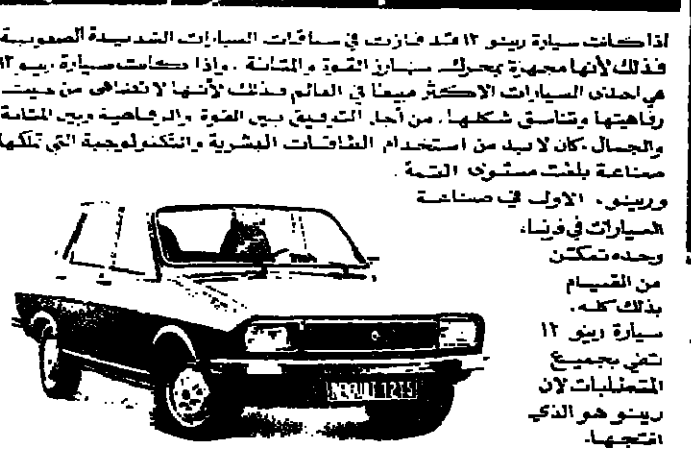 اذا كانت سيارة رينو ١٢ قد فازت في سباقات السيارات الشديدة الصعوبة
فذلك لأنها مجهزة بمحرك بارز القوة والمتانة . واذا كانت سيارة رينو ١٢
هي احدى السيارات الاكثر مبيعا في العالم فذلك لأنها لا تضاهى من حيث
رفاهيتها وتناسق شكلها. من أجل التوفيق بين القوة والرفاهية وبين المتانة
والجمال ،كان لا بد من استخدام الطاقات البشرية والتكنولوجية التي تملكها
صناعة بلغت مستوى القمة .
ورينو، الاول في صناعة
السيارات في فرنسا،
وحده تمكن
من القيام
بذلك كله.
سيارة رينو ١٢
تفي بجميع
المتطلبات لان
رينو هو الذي
انتجها.